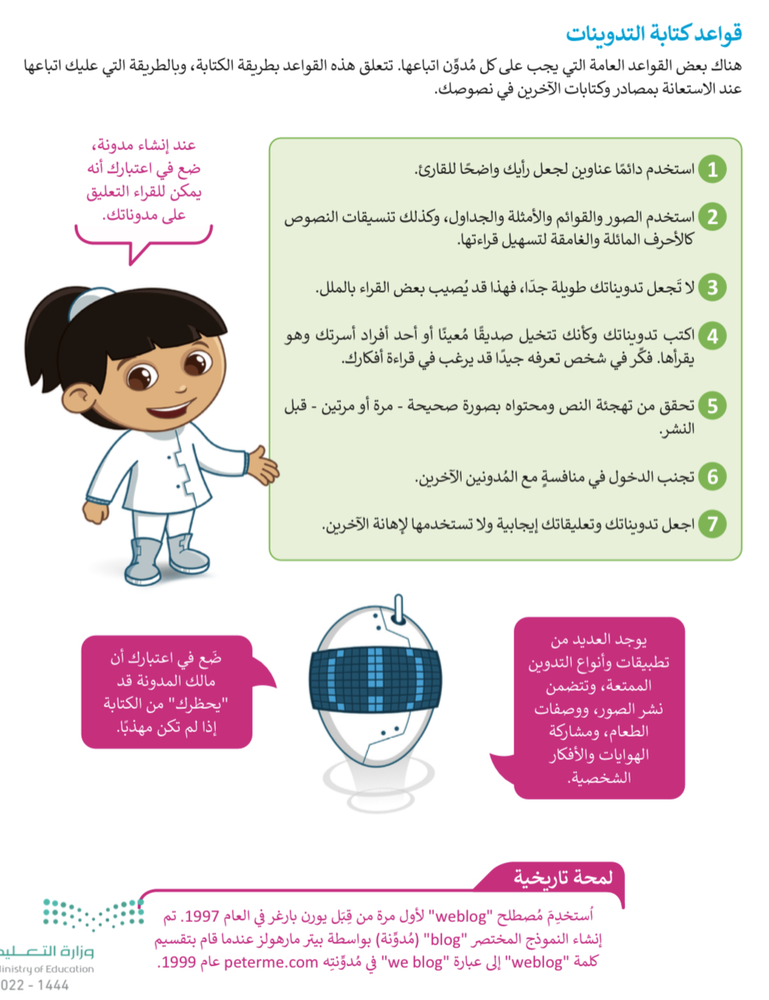 قواعد كتابة التدوينات
هناك بعض القواعد العامة التي يجب على كل مُدوِّن اتباعها. تتعلق هذه القواعد بطريقة الكتابة، وبالطريقة التي عليك اتباعها
عند الاستعانة بمصادر وكتابات الآخرين في نصوصك.
عند إنشاء مدونة،
ضع في اعتبارك أنه
يمكن للقراء التعليق
على مدوناتك.
1 استخدم دائمًا عناوين لجعل رأيك واضحًا للقارئ.
2 استخدم الصور والقوائم والأمثلة والجداول، وكذلك تنسيقات النصوص
كالأحرف المائلة والغامقة لتسهيل قراءتها.
3 لا تَجعل تدويناتك طويلة جدًا، فهذا قد يُصيب بعض القراء بالملل.
4 اكتب تدويناتك وكأنك تتخيل صديقًا مُعينًا أو أحد أفراد أسرتك وهو
يقرأها. فكِّر في شخص تعرفه جيدًا قد يرغب في قراءة أفكارك.
5 تحقق من تهجئة النص ومحتواه بصورة صحيحة - مرة أو مرتين - قبل
النشر.
6 تجنب الدخول في منافسةٍ مع المُدونين الآخرين.
7 اجعل تدويناتك وتعليقاتك إيجابية ولا تستخدمها لإهانة الآخرين.
يوجد العديد من
تطبيقات وأنواع التدوين
الممتعة، وتتضمن
نشر الصور، ووصفات
الطعام، ومشاركة
الهوايات والأفكار
الشخصية.
ضَع في اعتبارك أن
مالك المدونة قد
"يحظرك" من الكتابة
إذا لم تكن مهذبًا.
لمحة تاريخية
اُستخدِمَ مُصطلح "weblog" لأول مرة من قِبَل يورن بارغر في العام 1997. تم
إنشاء النموذج المختصر "blog" (مُدوِّنة) بواسطة بيتر مارهولز عندما قام بتقسيم
كلمة "weblog" إلى عبارة "we blog" في مُدوِّنتِه peterme.com عام 1999.
وزارة التعليم
inistry of Education
022 - 1444